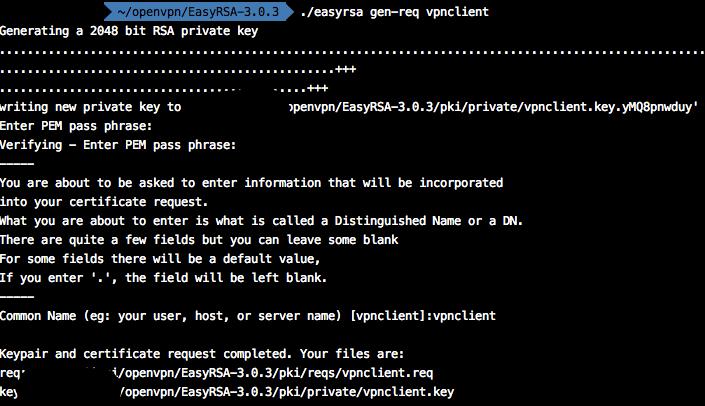 ~/openvpn/EasyRSA-3.0.3 ./easyrsa gen-req vpnclient
Generating a 2048 bit RSA private key
.........................................................................................................
................................................+++
............................................+++
writing new private key to openvpn/EasyRSA-3.0.3/pki/private/vpnclient.key.yMQ8pnwduy'
Enter PEM pass phrase:
Verifying - Enter PEM pass phrase:
-----
You are about to be asked to enter information that will be incorporated
into your certificate request.
What you are about to enter is what is called a Distinguished Name or a DN.
There are quite a few fields but you can leave some blank
For some fields there will be a default value,
If you enter '.', the field will be left blank.
-----
Common Name (eg: your user, host, or server name) [vpnclient]:vpnclient
Keypair and certificate request completed. Your files are:
req /openvpn/EasyRSA-3.0.3/pki/reqs/vpnclient.req
key /openvpn/EasyRSA-3.0.3/pki/private/vpnclient.key